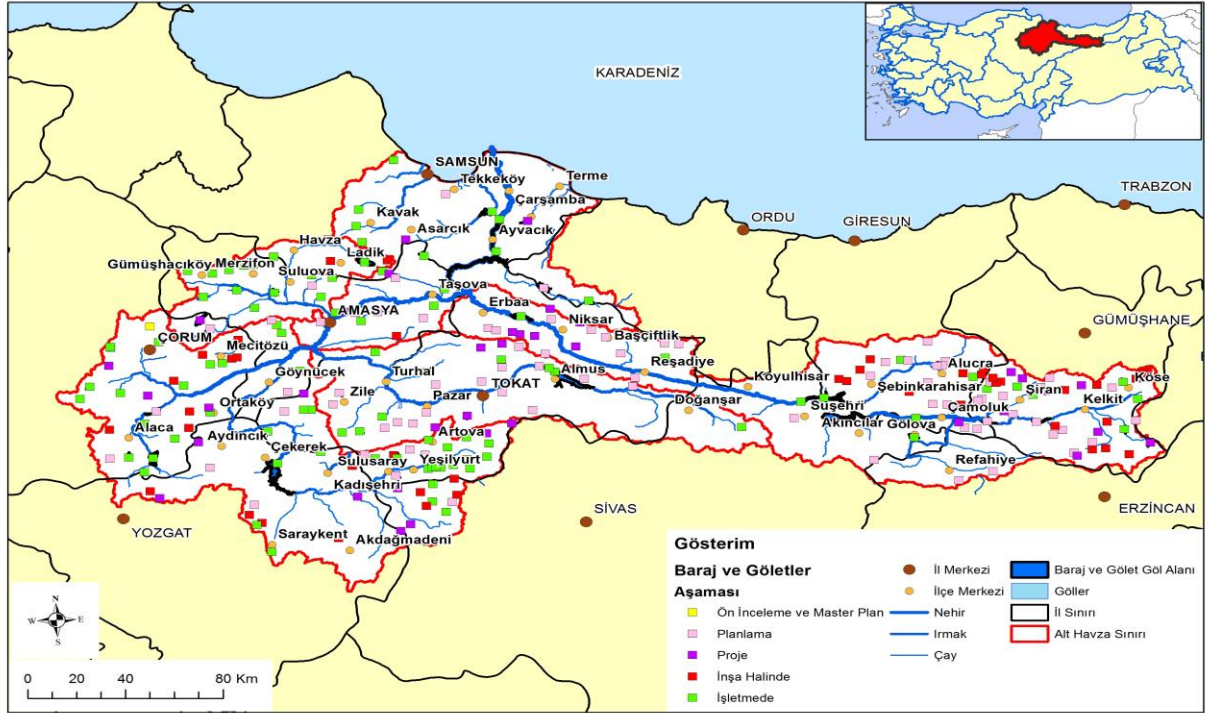 KARADENİZ
SAMSUN
Tekkeköy
Terme
TRABZON
Çarşamba
Kavak
ORDU
GİRESUN
Asarcık
Ayvacık
Havza
Ladik
Gümüşhacıköy
Merzifon
Suluova
Taşova
Erbaa
AMASYA
Niksar
GÜMÜŞHANE
Başçiftlik
ÇORUM
Mecitözü
Reşadiye
Alucra
Almus
Göynücek
Turhal
TOKAT
Koyulhisar
Şebinkarahisar
Şiran
Köse
Zile
Pazar
Doğanşar
Suşehri
Çamoluk
Kelkit
Ortaköy
Akıncılar
Gölova
Alaca
Aydıncık
Artova
Çekerek
Sulusaray
Yeşilyurt
Refahiye
Kadışehri
ERZİNCAN
YOZGAT
SİVAS
Saraykent
Akdağmadeni
Gösterim
Baraj ve Göletler
Aşaması
Ön İnceleme ve Master Plan
Planlama
Proje
İnşa Halinde
İşletmede
İl Merkezi
İlçe Merkezi
Nehir
Irmak
Çay
Baraj ve Gölet Göl Alanı
Göller
İl Sınırı
Alt Havza Sınırı
N
W E
S
0 20 40 60 80 Km